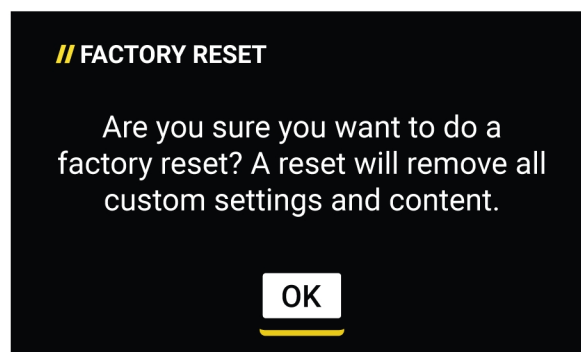 // FACTORY RESET
Are you sure you want to do a
factory reset? A reset will remove all
custom settings and content.
OK